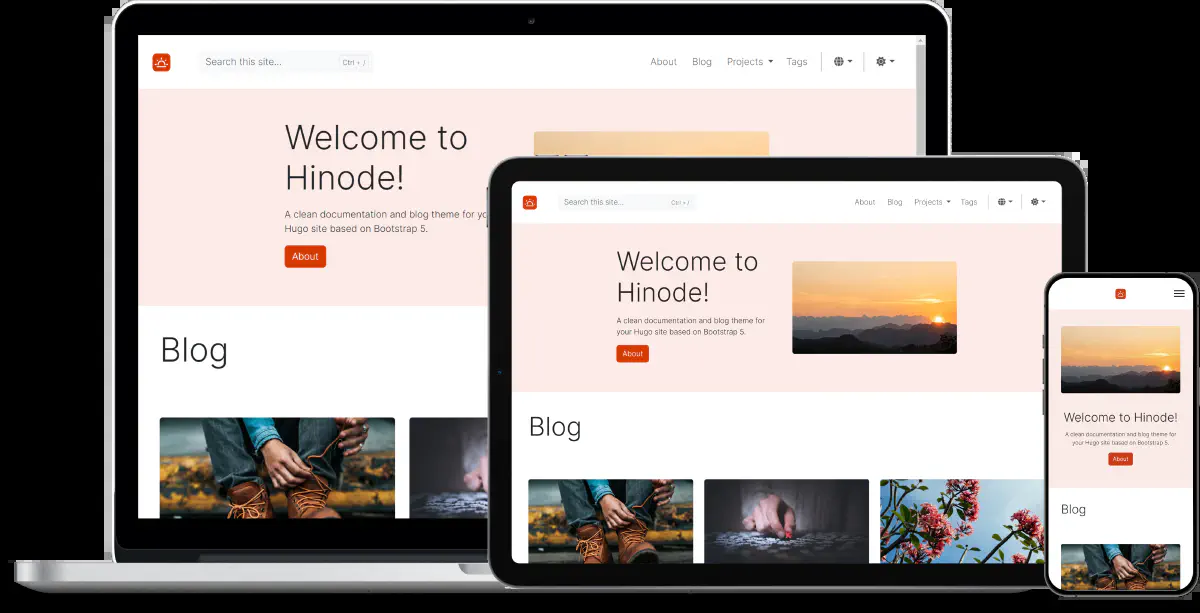 Search this site... Ctrl + /
About Blog Projects Tags
Welcome to
Hinode!
A clean documentation and blog theme for yo
Hugo site based on Bootstrap 5.
About
Blog
Search this site... Ctrl + /
About Blog Projects Tags
Welcome to
Hinode!
A clean documentation and blog theme for
your Hugo site based on Bootstrap 5.
About
Blog
Welcome to Hinode!
A clean documentation and blog theme for
your Hugo site based on Bootstrap 5.
About
Blog